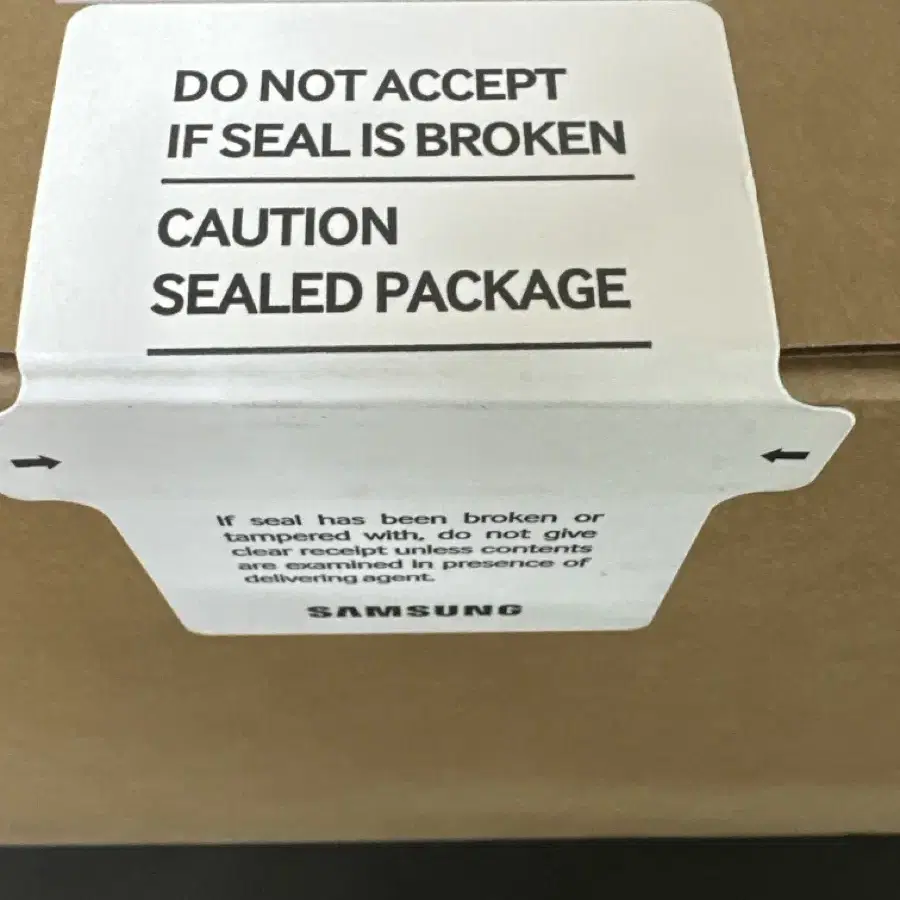 DO NOT ACCEPT
IF SEAL IS BROKEN
CAUTION
SEALED PACKAGE
If seal has been broken or
tampered with, do not give
clear receipt unless contents
are examined in presence of
delivering agent.
SAMSUNG